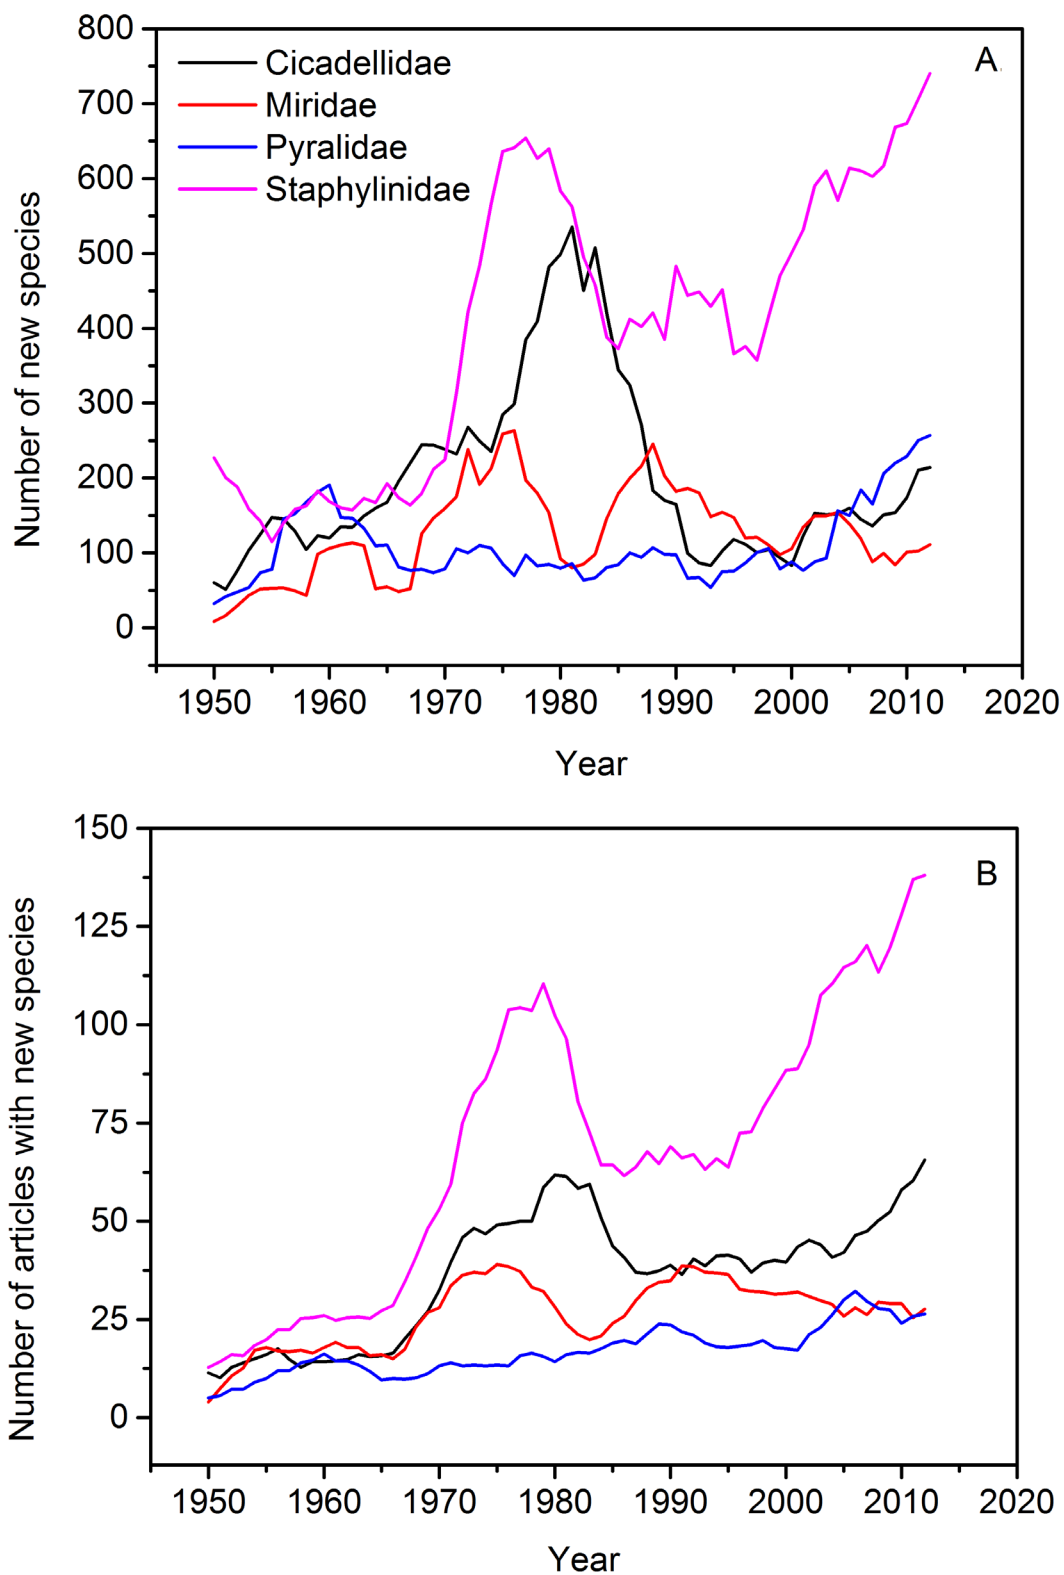 A
Cicadellidae
Miridae
Pyralidae
Staphylinidae
Number of new species
800
700
600
500
400
300
200
100
0
1950 1960 1970 1980 1990 2000 2010 2020
Year
B
Number of articles with new species
150
125
100
75
50
25
0
1950 1960 1970 1980 1990 2000 2010 2020
Year